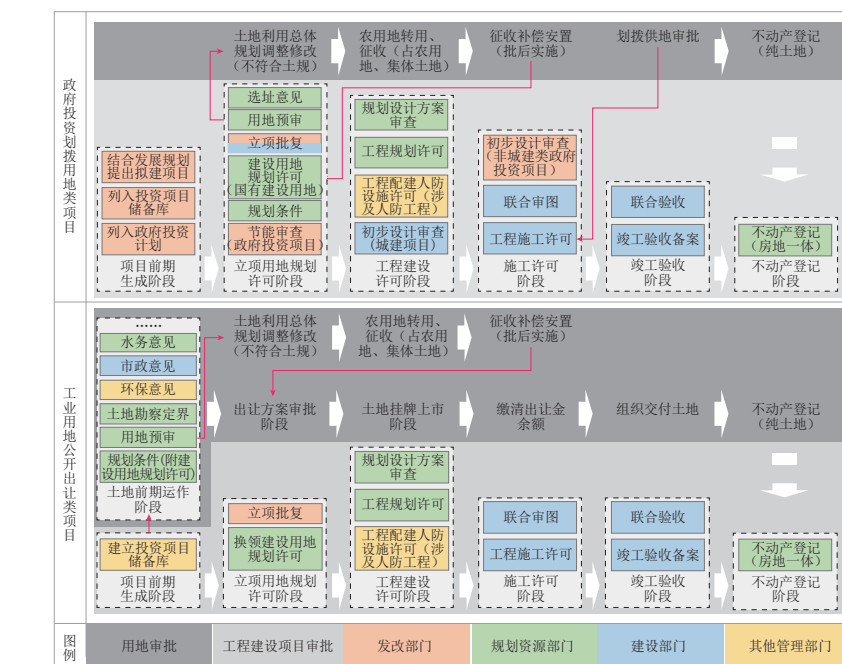 政府投资划拨用地类项目
土地利用总体
规划调整修改
（不符合土规）
农用地转用、
征收（占农用
地、集体土地）
征收补偿安置
（批后实施）
划拨供地审批
不动产登记
（纯土地）
结合发展规划
提出拟建项目
列入投资项目
储备库
列入政府投资
计划
项目前期
生成阶段
选址意见
用地预审
立项批复
建设用地
规划许可
（国有建设用地）
规划条件
节能审查
（政府投资项目）
立项用地规划
许可阶段
规划设计方案
审查
工程规划许可
工程配建人防
设施许可（涉
及人防工程）
初步设计审查
（城建项目）
工程建设
许可阶段
初步设计审查
（非城建类政府
投资项目）
联合审图
工程施工许可
施工许可
阶段
联合验收
竣工验收备案
竣工验收
阶段
不动产登记
（房地一体）
不动产登记
阶段
工业用地公开出让类项目
……
水务意见
市政意见
环保意见
土地勘察定界
用地预审
规划条件(附建
设用地规划许可)
土地前期运作
阶段
建立投资项目
储备库
项目前期
生成阶段
土地利用总体
规划调整修改
（不符合土规）
农用地转用、
征收（占农用
地、集体土地）
征收补偿安置
（批后实施）
出让方案审批
阶段
土地挂牌上市
阶段
缴清出让金
余额
组织交付土地
不动产登记
（纯土地）
立项批复
换领建设用地
规划许可
立项用地规划
许可阶段
规划设计方案
审查
工程规划许可
工程配建人防
设施许可（涉
及人防工程）
工程建设
许可阶段
联合审图
工程施工许可
施工许可
阶段
联合验收
竣工验收备案
竣工验收
阶段
不动产登记
（房地一体）
不动产登记
阶段
图例
用地审批
工程建设项目审批
发改部门
规划资源部门
建设部门
其他管理部门